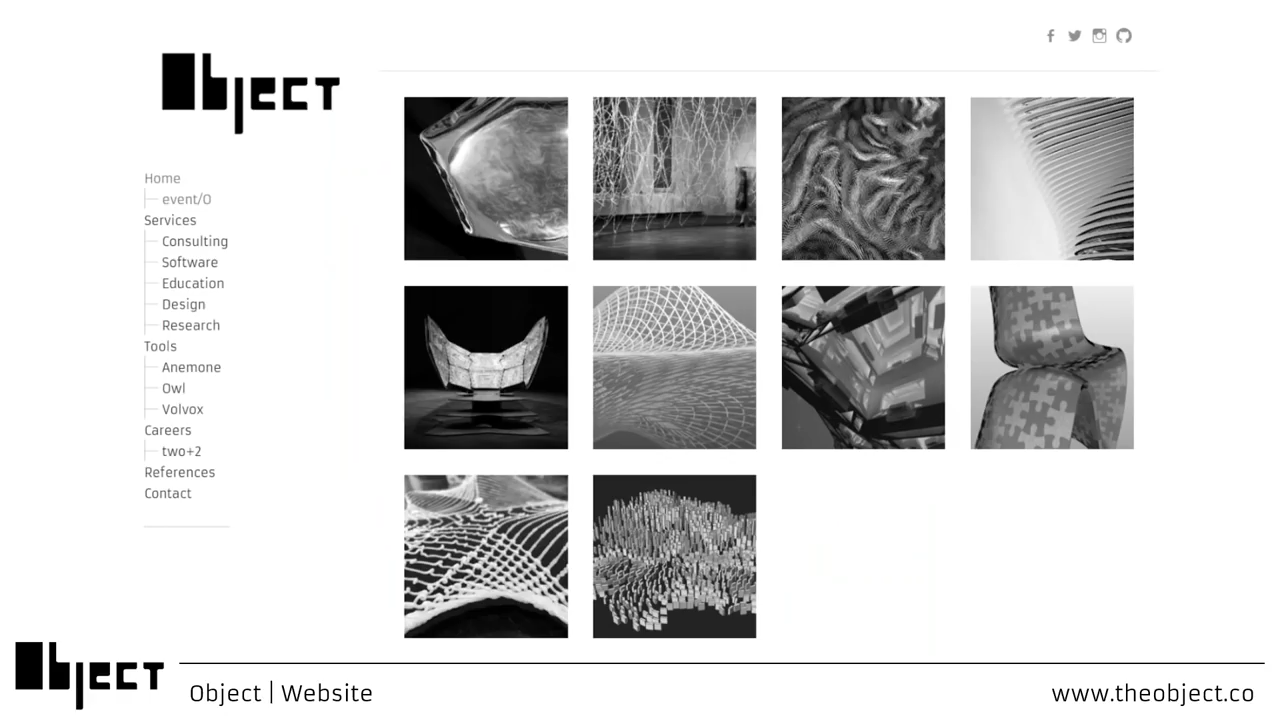 Object
Home
event/O
Services
Consulting
Software
Education
Design
Research
Tools
Anemone
Owl
Volvox
Careers
two+2
References
Contact
Object
Object | Website
www.theobject.co